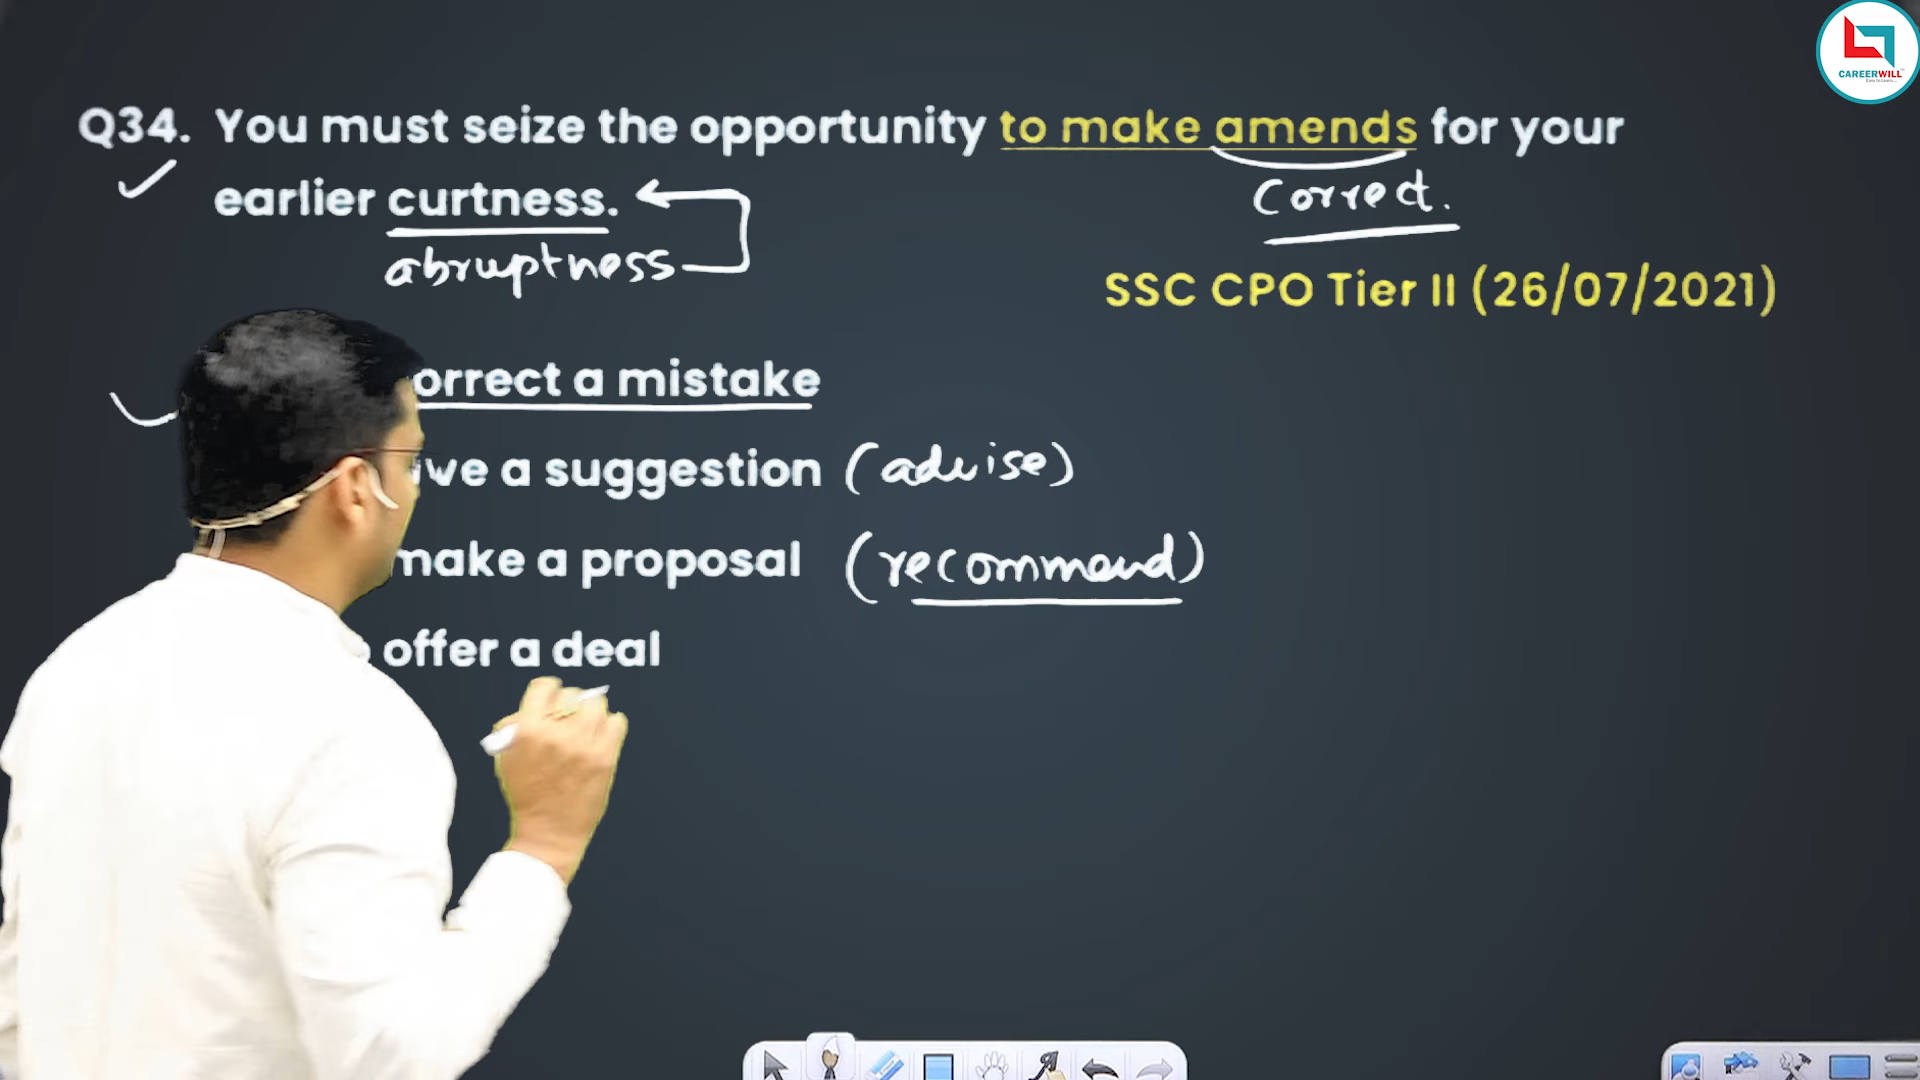 CAREERWILL
Q34. You must seize the opportunity to make amends for your
earlier curtness.
Correct.
abruptness
SSC CPO Tier II (26/07/2021)
orrect a mistake
ive a suggestion (advise)
make a proposal (recommend)
offer a deal